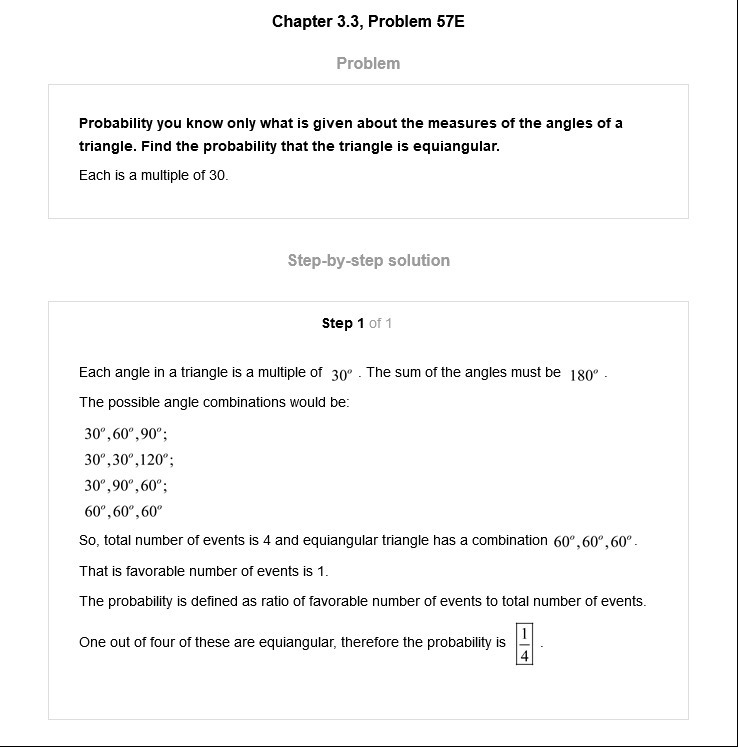 Chapter 3.3, Problem 57E
Problem
Probability you know only what is given about the measures of the angles of a
triangle. Find the probability that the triangle is equiangular.
Each is a multiple of 30.
Step-by-step solution
Step 1 of 1
Each angle in a triangle is a multiple of 30° . The sum of the angles must be 180° .
The possible angle combinations would be:
30°,60°,90°;
30°,30°,120°;
30°,90°,60°;
60°,60°,60°
So, total number of events is 4 and equiangular triangle has a combination 60°,60°,60°.
That is favorable number of events is 1.
The probability is defined as ratio of favorable number of events to total number of events.
One out of four of these are equiangular, therefore the probability is 1/4 .